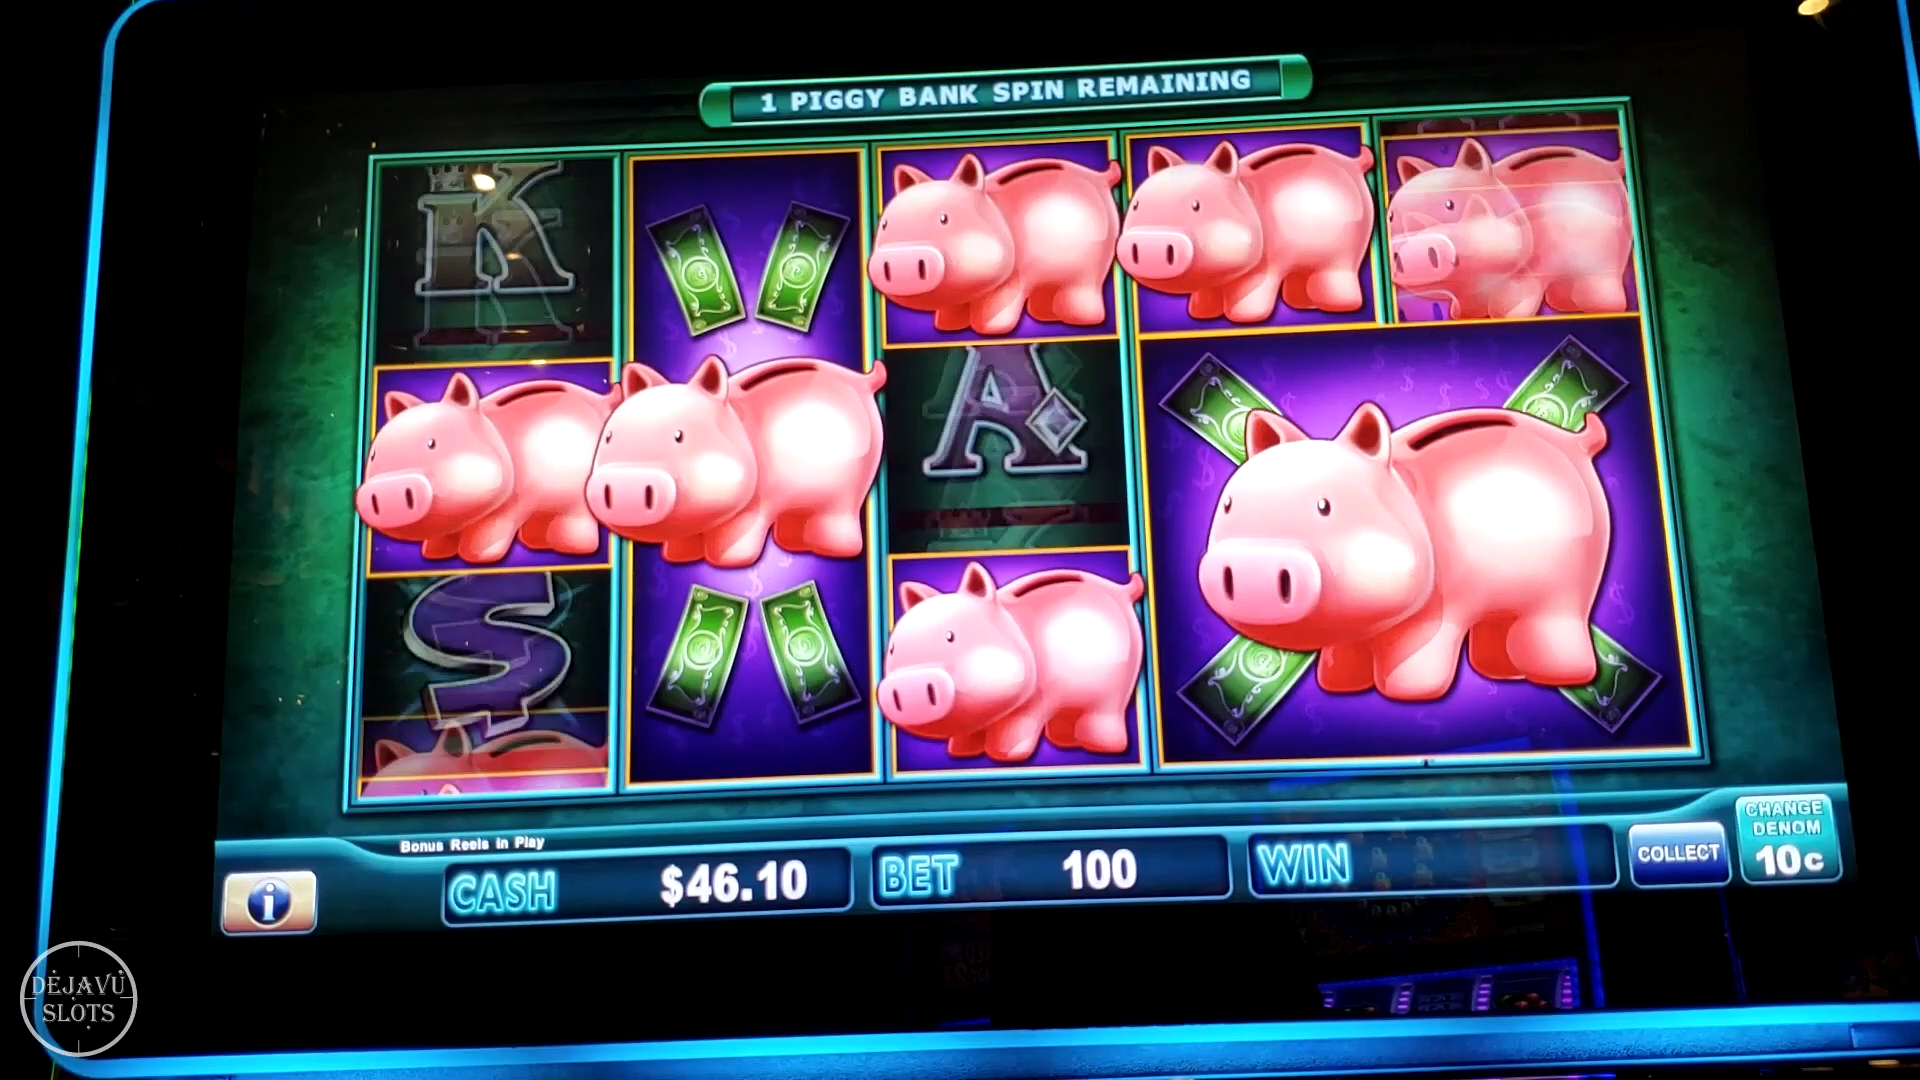 1 PIGGY BANK SPIN REMAINING
K
A
Bonus Reels In Play
CASH $46.10
BET 100
WIN
COLLECT
CHANGE
DENOM
10¢
i
DEJAVU
SLOTS